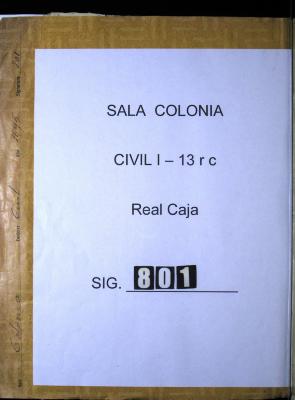 SALA COLONIA
CIVIL I – 13 r c
Real Caja
SIG. 801